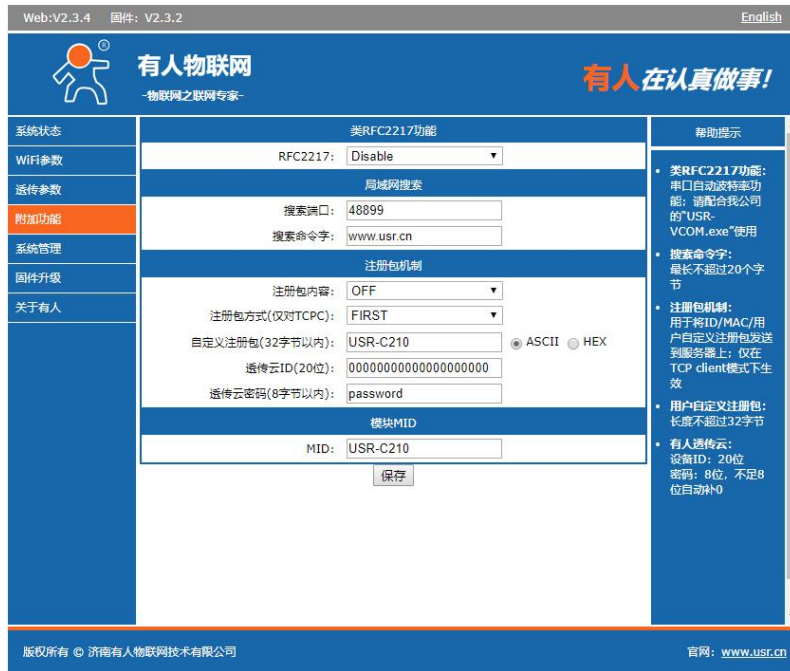 Web:V2.3.4 固件: V2.3.2 English
®
有人物联网
-物联网之联网专家-
有人在认真做事!
系统状态
WiFi参数
透传参数
附加功能
系统管理
固件升级
关于有人
类RFC2217功能
RFC2217: Disable
局域网搜索
搜索端口: 48899
搜索命令字: www.usr.cn
注册包机制
注册包内容: OFF
注册包方式(仅对TCPC): FIRST
自定义注册包(32字节以内): USR-C210 ASCII HEX
透传云ID(20位): 00000000000000000000
透传云密码(8字节以内): password
模块MID
MID: USR-C210
保存
帮助提示
• 类RFC2217功能:
串口自动波特率功
能; 请配合我公司
的"USR-
VCOM.exe"使用
• 搜索命令字:
最长不超过20个字
节
• 注册包机制:
用于将ID/MAC/用
户自定义注册包发送
到服务器上; 仅在
TCP client模式下生
效
• 用户自定义注册包:
长度不超过32字节
• 有人透传云:
设备ID: 20位
密码: 8位, 不足8
位自动补0
版权所有 © 济南有人物联网技术有限公司
官网: www.usr.cn